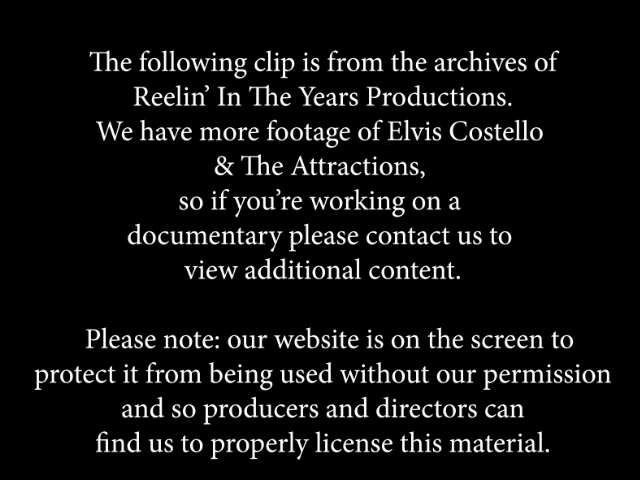 The following clip is from the archives of
Reelin’ In The Years Productions.
We have more footage of Elvis Costello
& The Attractions,
so if you’re working on a
documentary please contact us to
view additional content.
Please note: our website is on the screen to
protect it from being used without our permission
and so producers and directors can
find us to properly license this material.